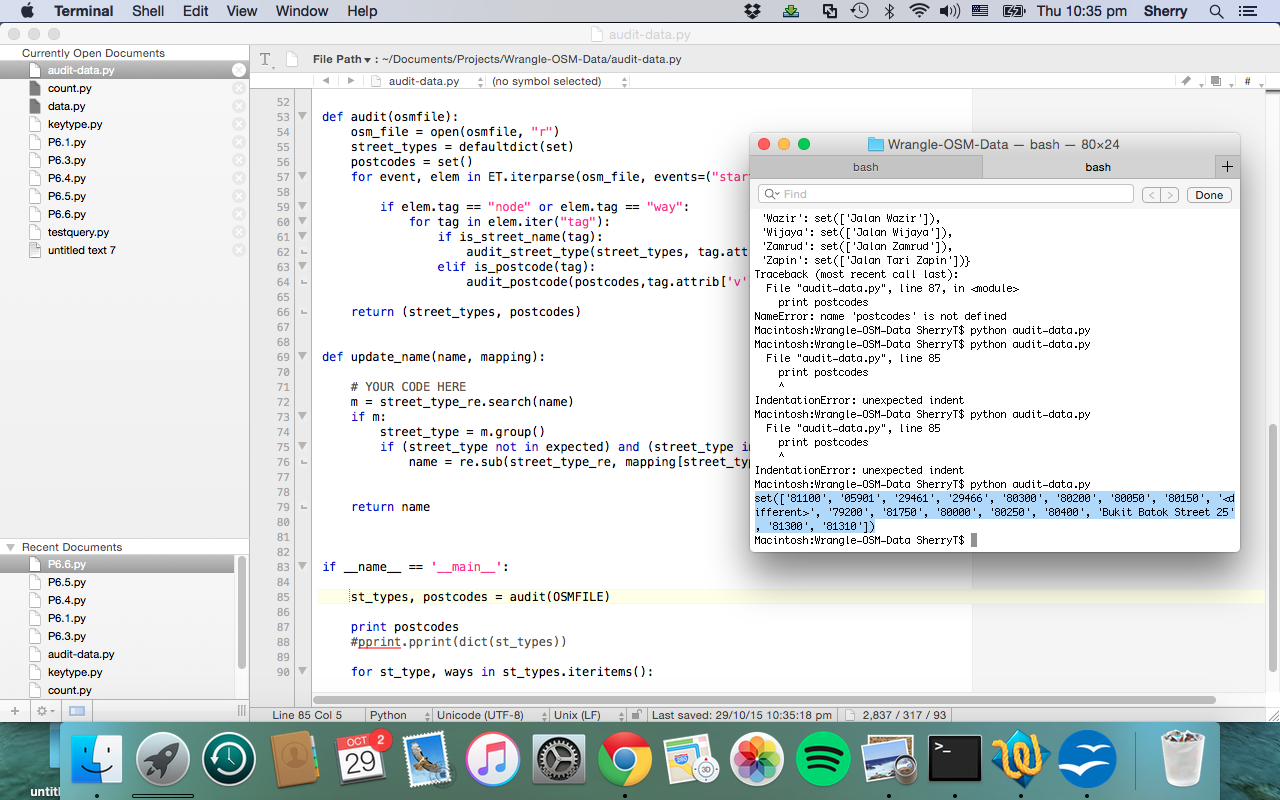 Terminal Shell Edit View Window Help Thu 10:35 pm Sherry
audit-data.py
Currently Open Documents
audit-data.py
count.py
data.py
keytype.py
P6.1.py
P6.3.py
P6.4.py
P6.5.py
P6.6.py
testquery.py
untitled text 7
Recent Documents
P6.6.py
P6.5.py
P6.4.py
P6.1.py
P6.3.py
audit-data.py
keytype.py
count.py
File Path ▾ : ~/Documents/Projects/Wrangle-OSM-Data/audit-data.py
audit-data.py (no symbol selected) #
52
53 def audit(osmfile):
54 osm_file = open(osmfile, "r")
55 street_types = defaultdict(set)
56 postcodes = set()
57 for event, elem in ET.iterparse(osm_file, events=("star
58
59 if elem.tag == "node" or elem.tag == "way":
60 for tag in elem.iter("tag"):
61 if is_street_name(tag):
62 audit_street_type(street_types, tag.att
63 elif is_postcode(tag):
64 audit_postcode(postcodes,tag.attrib['v'
65
66 return (street_types, postcodes)
67
68
69 def update_name(name, mapping):
70
71 # YOUR CODE HERE
72 m = street_type_re.search(name)
73 if m:
74 street_type = m.group()
75 if (street_type not in expected) and (street_type i
76 name = re.sub(street_type_re, mapping[street_ty
77
78
79 return name
80
81
82
83 if __name__ == '__main__':
84
85 st_types, postcodes = audit(OSMFILE)
86
87 print postcodes
88 #pprint.pprint(dict(st_types))
89
90 for st_type, ways in st_types.iteritems():
Line 85 Col 5 Python Unicode (UTF-8) Unix (LF) Last saved: 29/10/15 10:35:18 pm 2,837 / 317 / 93
Wrangle-OSM-Data — bash — 80×24
bash bash +
Find Done
'Wazir': set(['Jalan Wazir']),
'Wijaya': set(['Jalan Wijaya']),
'Zamrud': set(['Jalan Zamrud']),
'Zapin': set(['Jalan Tari Zapin'])}
Traceback (most recent call last):
File "audit-data.py", line 87, in <module>
print postcodes
NameError: name 'postcodes' is not defined
Macintosh:Wrangle-OSM-Data SherryT$ python audit-data.py
Macintosh:Wrangle-OSM-Data SherryT$ python audit-data.py
File "audit-data.py", line 85
print postcodes
^
IndentationError: unexpected indent
Macintosh:Wrangle-OSM-Data SherryT$ python audit-data.py
File "audit-data.py", line 85
print postcodes
^
IndentationError: unexpected indent
Macintosh:Wrangle-OSM-Data SherryT$ python audit-data.py
set(['81100', '05901', '29461', '29466', '80300', '80200', '80050', '80150', '<d
ifferent>', '79200', '81750', '80000', '80250', '80400', 'Bukit Batok Street 25'
, '81300', '81310'])
Macintosh:Wrangle-OSM-Data SherryT$
OCT 2
29
untitl